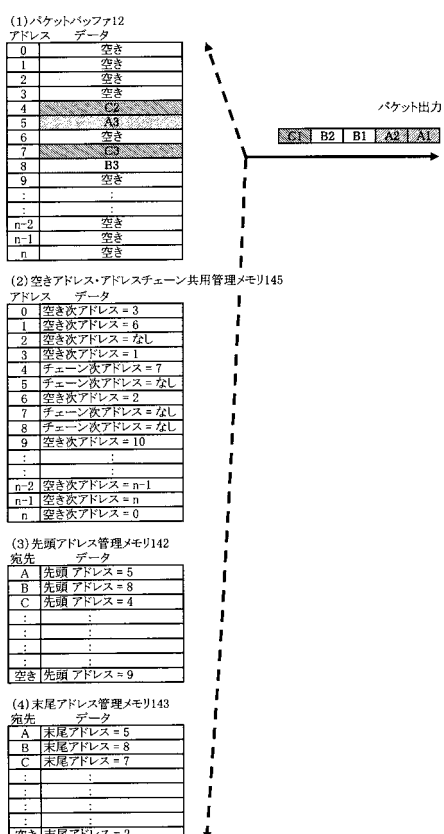 (1)パケットバッファ12
アドレス データ
0 空き
1 空き
2 空き
3 空き
4 C2
5 A3
6 空き
7 C3
8 B3
9 空き
: :
: :
n-2 空き
n-1 空き
n 空き
パケット出力
C1 B2 B1 A2 A1
(2)空きアドレス・アドレスチェーン共用管理メモリ145
アドレス データ
0 空き次アドレス = 3
1 空き次アドレス = 6
2 空き次アドレス = なし
3 空き次アドレス = 1
4 チェーン次アドレス = 7
5 チェーン次アドレス = なし
6 空き次アドレス = 2
7 チェーン次アドレス = なし
8 チェーン次アドレス = なし
9 空き次アドレス = 10
: :
: :
n-2 空き次アドレス = n-1
n-1 空き次アドレス = n
n 空き次アドレス = 0
(3)先頭アドレス管理メモリ142
宛先 データ
A 先頭 アドレス = 5
B 先頭 アドレス = 8
C 先頭 アドレス = 4
: :
: :
: :
: :
空き 先頭 アドレス = 9
(4)末尾アドレス管理メモリ143
宛先 データ
A 末尾アドレス = 5
B 末尾アドレス = 8
C 末尾アドレス = 7
: :
: :
: :
: :
空き 末尾アドレス = 2